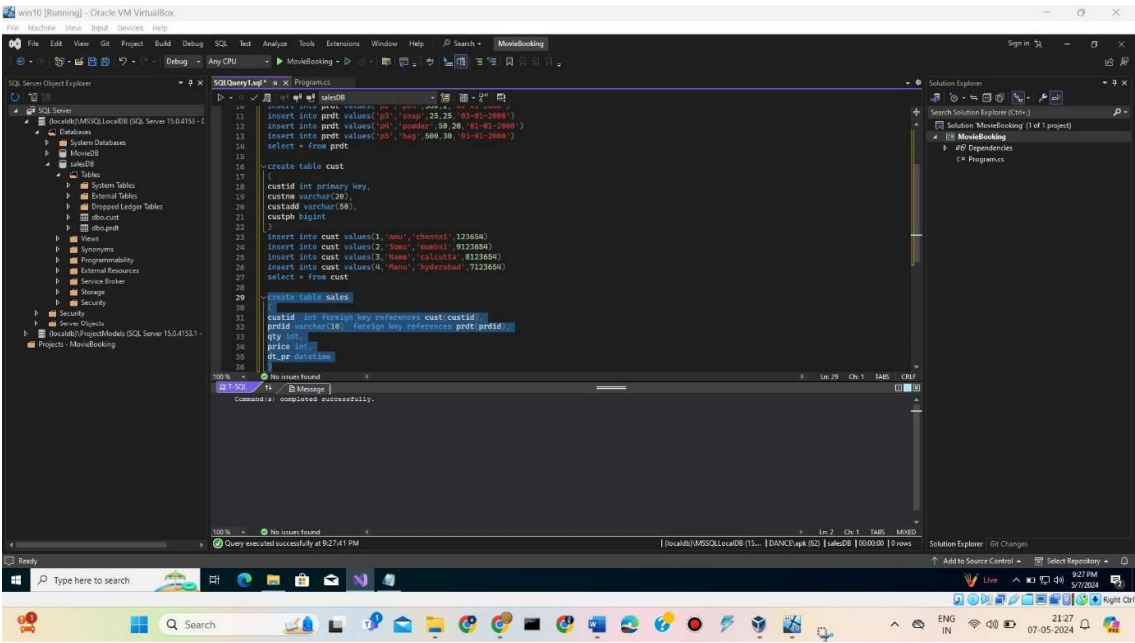 win10 [Running] - Oracle VM VirtualBox
File Machine View Input Devices Help
File Edit View Git Project Build Debug SQL Test Analyze Tools Extensions Window Help Search MovieBooking Sign in
Debug Any CPU MovieBooking
SQL Server Object Explorer
SQLQuery1.sql* Program.cs
Solution Explorer
salesDB
Search Solution Explorer (Ctrl+;)
SQL Server
(localdb)\MSSQLLocalDB (SQL Server 15.0.4153 - D
Databases
System Databases
MovieDB
salesDB
Tables
System Tables
External Tables
Dropped Ledger Tables
dbo.cust
dbo.prdt
Views
Synonyms
Programmability
External Resources
Service Broker
Storage
Security
Security
Server Objects
(localdb)\ProjectModels (SQL Server 15.0.4153.1 -
Projects - MovieBooking
11 insert into prdt values('p3','soap',25,25,'03-01-2000')
12 insert into prdt values('p4','powder',50,20,'01-01-2000')
13 insert into prdt values('p5','bag',500,30,'03-01-2000')
14 select * from prdt
15
16 create table cust
17 (
18 custid int primary key,
19 custnm varchar(20),
20 custadd varchar(50),
21 custph bigint
22 )
23 insert into cust values(1,'anu','chennai',123654)
24 insert into cust values(2,'Somu','mumbai',9123654)
25 insert into cust values(3,'Namm','calcutta',8123654)
26 insert into cust values(4,'Manu','hyderabad',7123654)
27 select * from cust
28
29 create table sales
30 (
31 custid int foreign key references cust(custid),
32 prdid varchar(10) foreign key references prdt(prdid),
33 qty int,
34 price int,
35 dt_pr datetime
36 )
Solution 'MovieBooking' (1 of 1 project)
MovieBooking
Dependencies
C# Program.cs
100 % No issues found Ln: 29 Ch: 1 TABS CRLF
T-SQL Message
Command(s) completed successfully.
100 % No issues found Ln: 2 Ch: 1 TABS MIXED
Query executed successfully at 9:27:41 PM (localdb)\MSSQLLocalDB (15.... DANCE\apk (62) salesDB 00:00:00 0 rows
Solution Explorer Git Changes
Ready Add to Source Control Select Repository
Type here to search Live 9:27 PM
5/7/2024
Right Ctrl
Search ENG 21:27
IN 07-05-2024